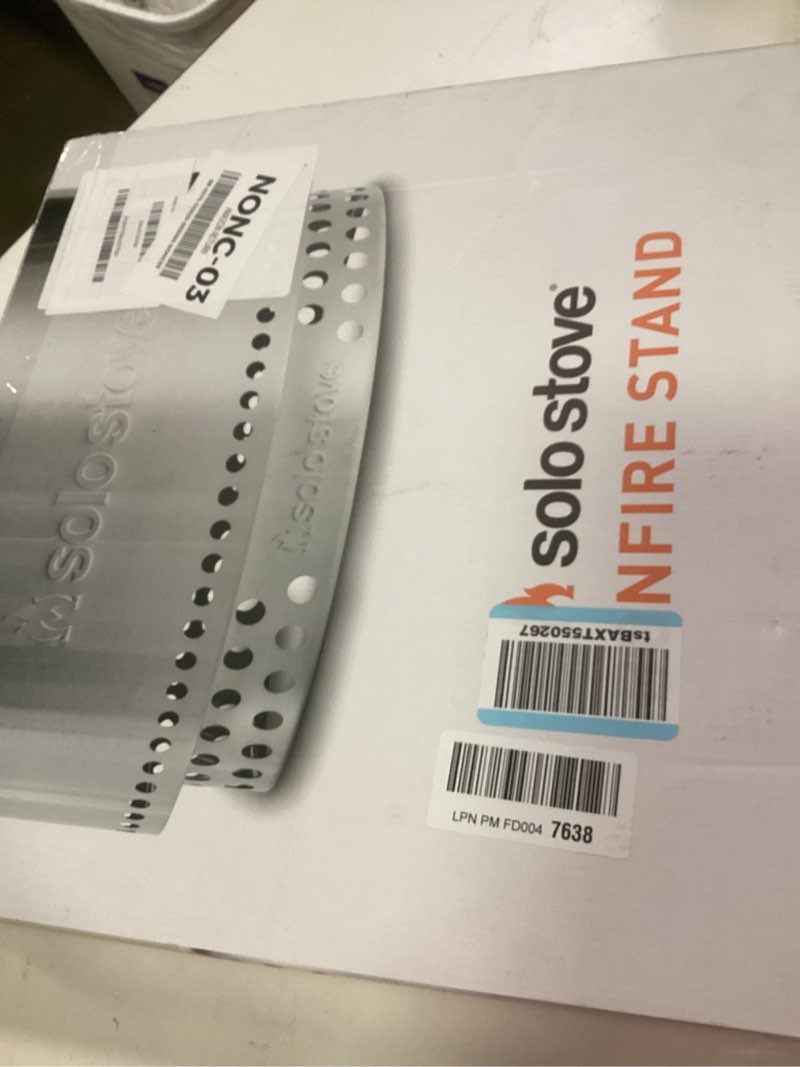 solo stove
NFIRE STAND
tsBAXT550267
LPN PM FD004 7638
NONC-03
solo stove
solo stove